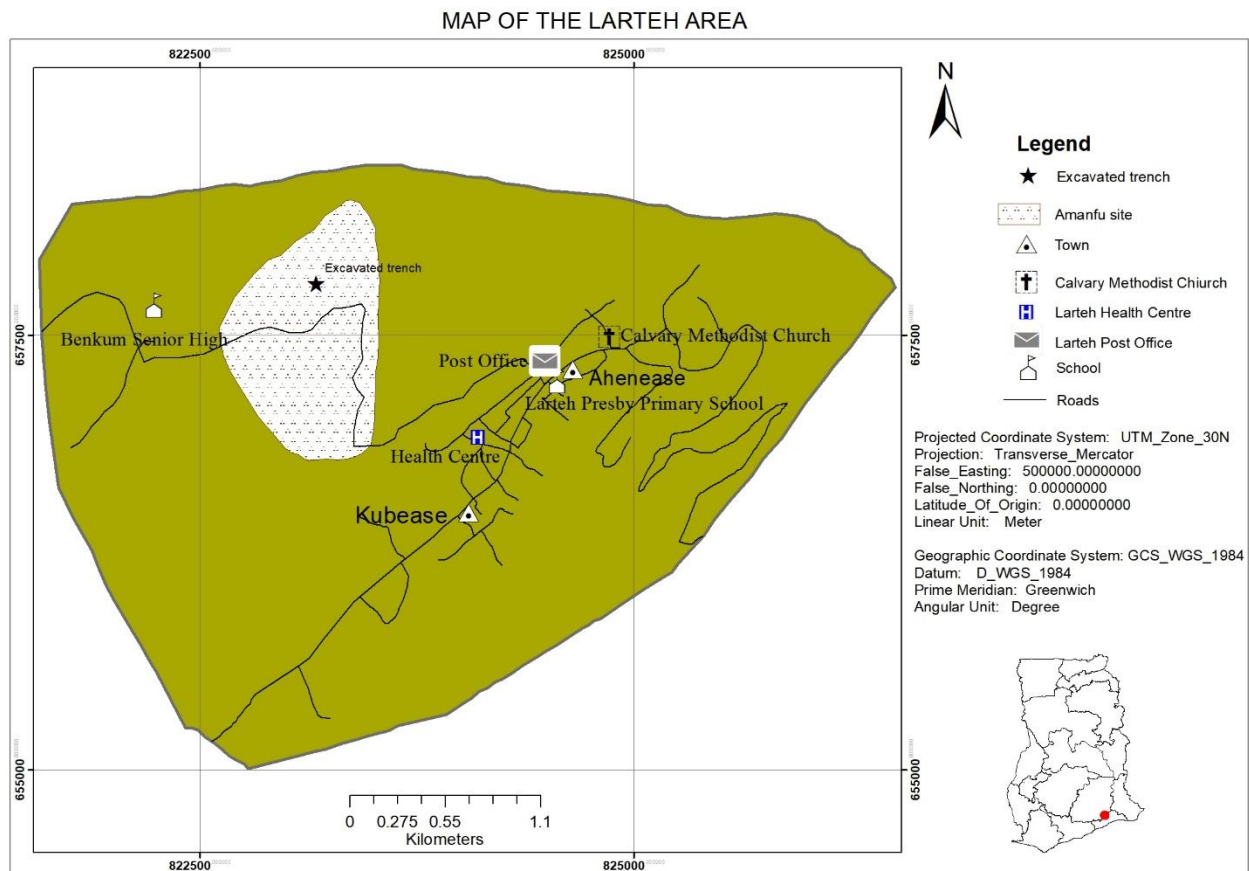 MAP OF THE LARTEH AREA
822500
825000
N
Legend
Excavated trench
Amanfu site
Town
Calvary Methodist Chiurch
Larteh Health Centre
Larteh Post Office
School
Roads
Excavated trench
657500
Benkum Senior High
Calvary Methodist Church
657500
Post Office
Ahenease
Larteh Presby Primary School
Health Centre
Kubease
Projected Coordinate System: UTM_Zone_30N
Projection: Transverse_Mercator
False_Easting: 500000.00000000
False_Northing: 0.00000000
Latitude_Of_Origin: 0.00000000
Linear Unit: Meter
Geographic Coordinate System: GCS_WGS_1984
Datum: D_WGS_1984
Prime Meridian: Greenwich
Angular Unit: Degree
655000
655000
0 0.275 0.55 1.1
Kilometers
822500
825000